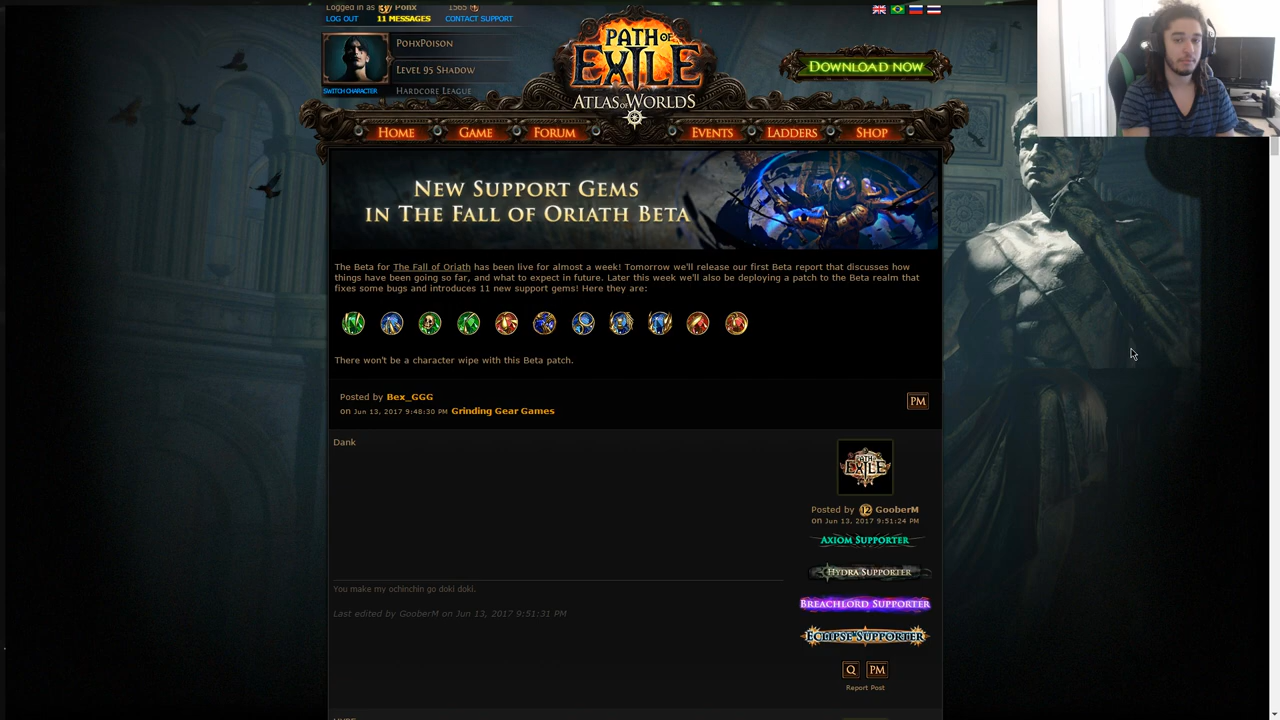 Logged in as Pohx 1565
LOG OUT 11 MESSAGES CONTACT SUPPORT
PohxPoison
Level 95 Shadow
SWITCH CHARACTER Hardcore League
PATH OF EXILE
ATLAS OF WORLDS
Download now
Home Game Forum Events Ladders Shop
New Support Gems
in The Fall of Oriath Beta
The Beta for The Fall of Oriath has been live for almost a week! Tomorrow we'll release our first Beta report that discusses how
things have been going so far, and what to expect in future. Later this week we'll also be deploying a patch to the Beta realm that
fixes some bugs and introduces 11 new support gems! Here they are:
There won't be a character wipe with this Beta patch.
Posted by Bex_GGG
on Jun 13, 2017 9:48:30 PM Grinding Gear Games
PM
Dank
PATH OF EXILE
Posted by 12 GooberM
on Jun 13, 2017 9:51:24 PM
Axiom Supporter
Hydra Supporter
Breachlord Supporter
Eclipse Supporter
You make my ochinchin go doki doki.
Last edited by GooberM on Jun 13, 2017 9:51:31 PM
Q PM
Report Post